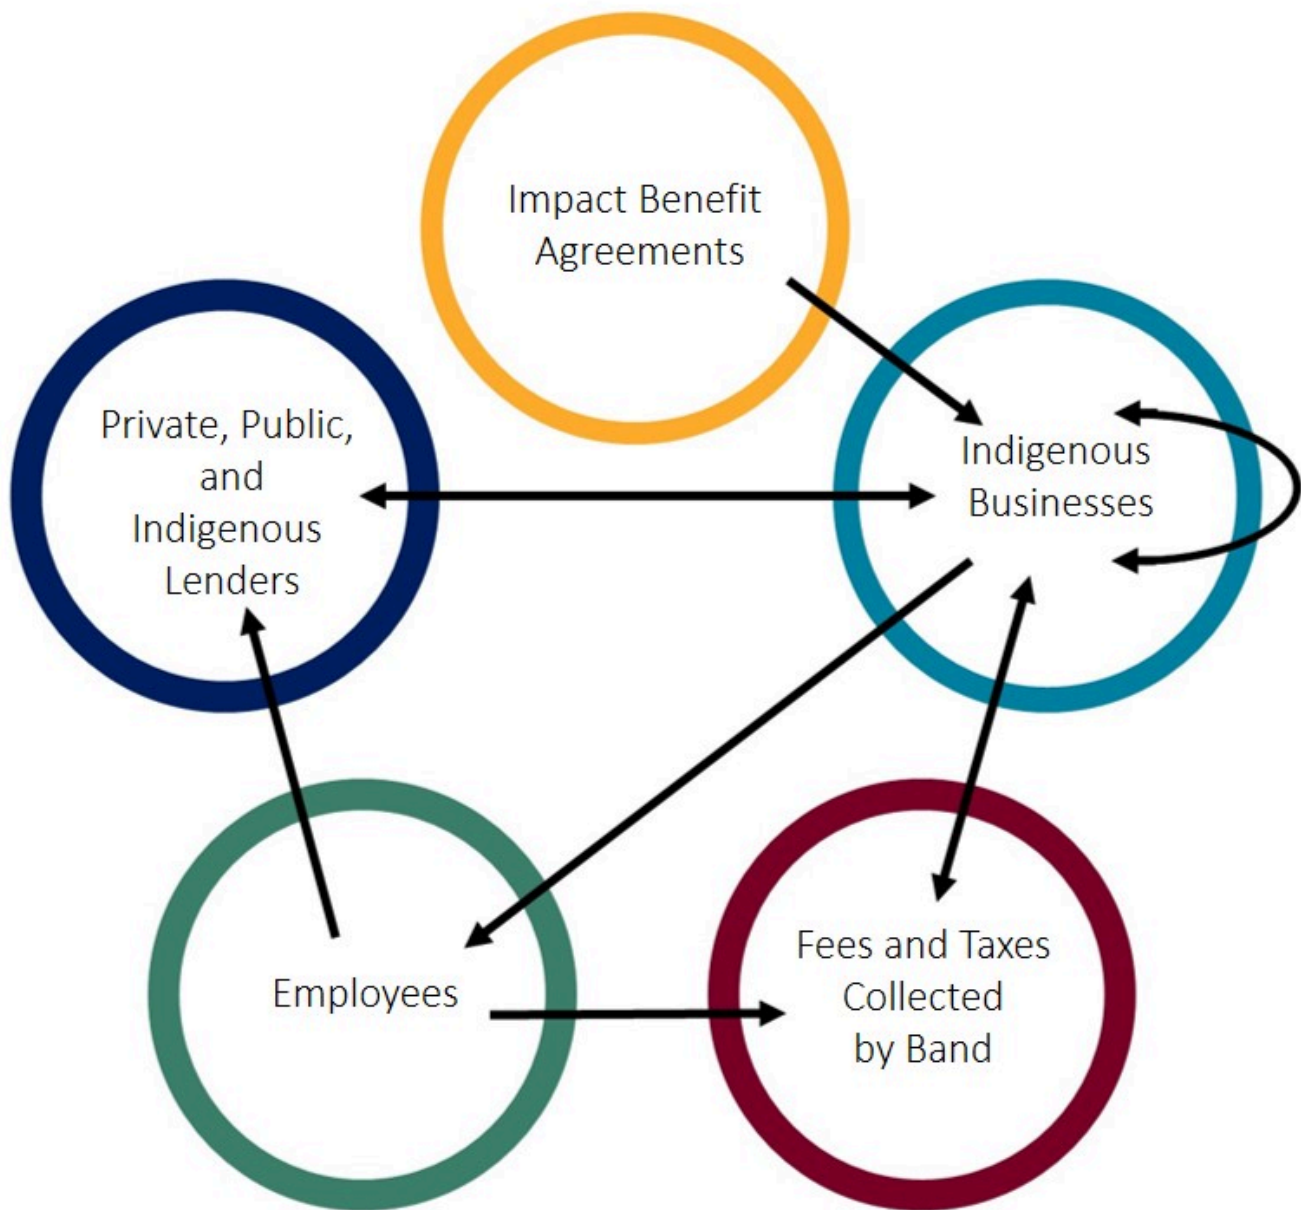 Impact Benefit
Agreements
Private, Public,
and
Indigenous
Lenders
Indigenous
Businesses
Employees
Fees and Taxes
Collected
by Band